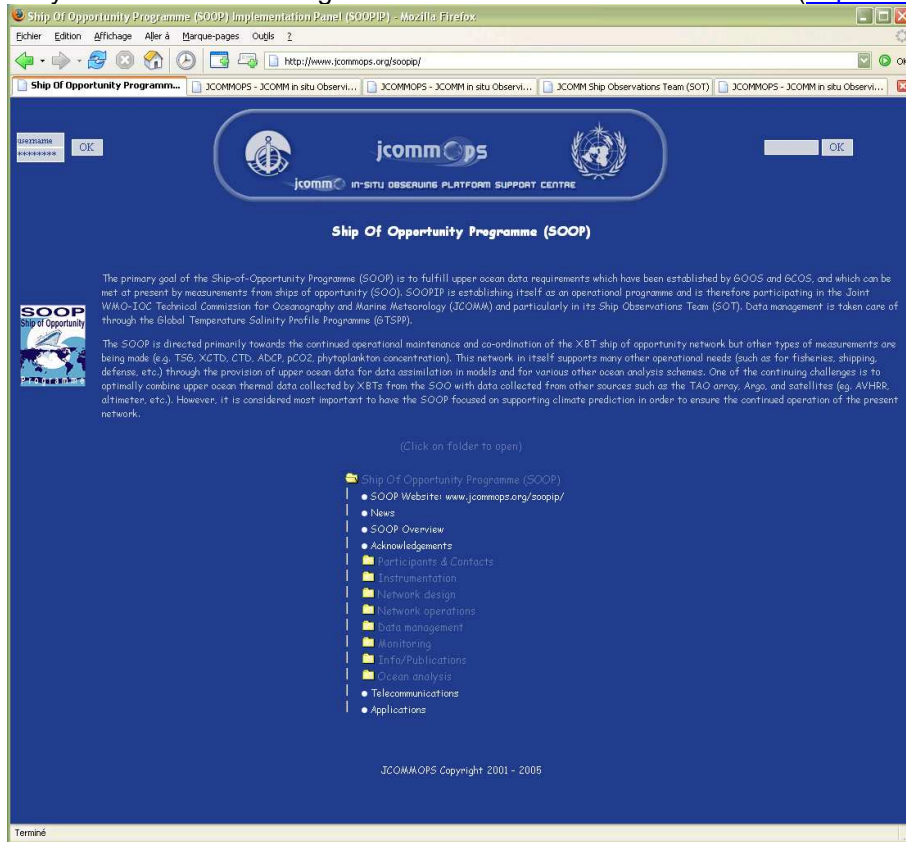 Ship Of Opportunity Programme (SOOP) Implementation Panel (SOOPIP) - Mozilla Firefox
Fichier Edition Affichage Aller à Marque-pages Outils ?
http://www.jcommops.org/soopip/
Ship Of Opportunity Programm... JCOMMOPS - JCOMM in situ Observi... JCOMMOPS - JCOMM in situ Observi... JCOMM Ship Observations Team (SOT) JCOMMOPS - JCOMM in situ Observi...
username
******** OK
jcommops
OK
jcomm in-situ observing platform support centre
Ship Of Opportunity Programme (SOOP)
The primary goal of the Ship-of-Opportunity Programme (SOOP) is to fulfill upper ocean data requirements which have been established by GOOS and GCOS, and which can be
met at present by measurements from ships of opportunity (SOO). SOOPIP is establishing itself as an operational programme and is therefore participating in the Joint
WMO-IOC Technical Commission for Oceanography and Marine Meteorology (JCOMM) and particularly in its Ship Observations Team (SOT). Data management is taken care of
through the Global Temperature Salinity Profile Programme (GTSPP).
SOOP
Ship of Opportunity
Programme
The SOOP is directed primarily towards the continued operational maintenance and co-ordination of the XBT ship of opportunity network but other types of measurements are
being made (e.g. TSG, XCTD, CTD, ADCP, pCO2, phytoplankton concentration). This network in itself supports many other operational needs (such as for fisheries, shipping,
defense, etc.) through the provision of upper ocean data for data assimilation in models and for various other ocean analysis schemes. One of the continuing challenges is to
optimally combine upper ocean thermal data collected by XBTs from the SOO with data collected from other sources such as the TAO array, Argo, and satellites (eg. AVHRR,
altimeter, etc.). However, it is considered most important to have the SOOP focused on supporting climate prediction in order to ensure the continued operation of the present
network.
(Click on folder to open)
Ship Of Opportunity Programme (SOOP)
SOOP Website: www.jcommops.org/soopip/
News
SOOP Overview
Acknowledgements
Participants & Contacts
Instrumentation
Network design
Network operations
Data management
Monitoring
Info/Publications
Ocean analysis
Telecommunications
Applications
JCOMMOPS Copyright 2001 - 2005
Terminé